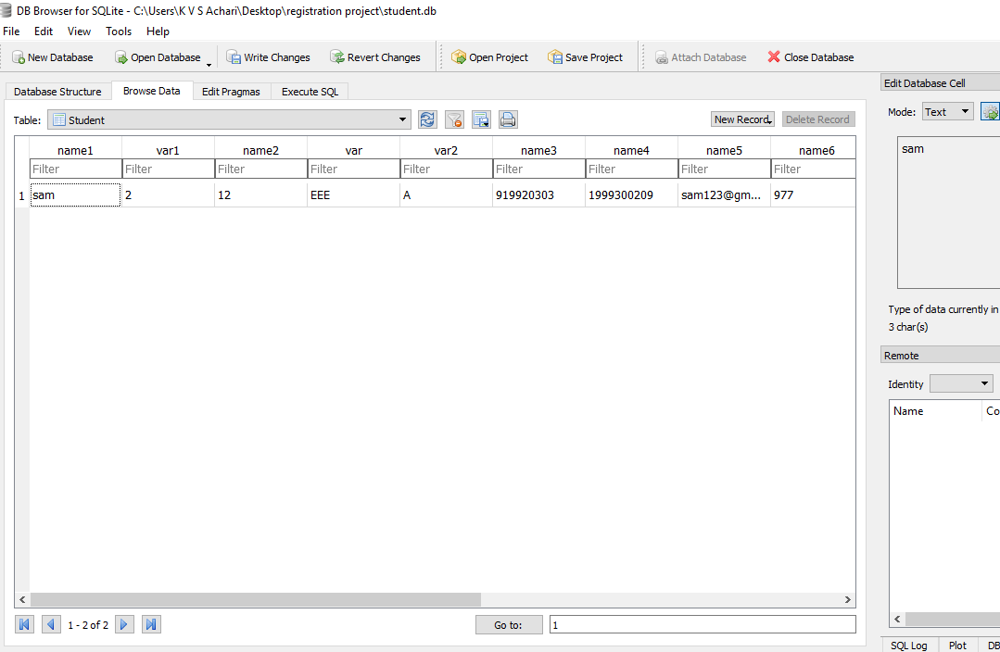 DB Browser for SQLite - C:\Users\K V S Achari\Desktop\registration project\student.db
File Edit View Tools Help
New Database Open Database Write Changes Revert Changes Open Project Save Project Attach Database Close Database
Database Structure Browse Data Edit Pragmas Execute SQL
Table: Student New Record Delete Record
name1 var1 name2 var var2 name3 name4 name5 name6
Filter Filter Filter Filter Filter Filter Filter Filter Filter
1 sam 2 12 EEE A 919920303 1999300209 sam123@gm... 977
1 - 2 of 2 Go to: 1
Edit Database Cell
Mode: Text
sam
Type of data currently in
3 char(s)
Remote
Identity
Name Co
SQL Log Plot DB